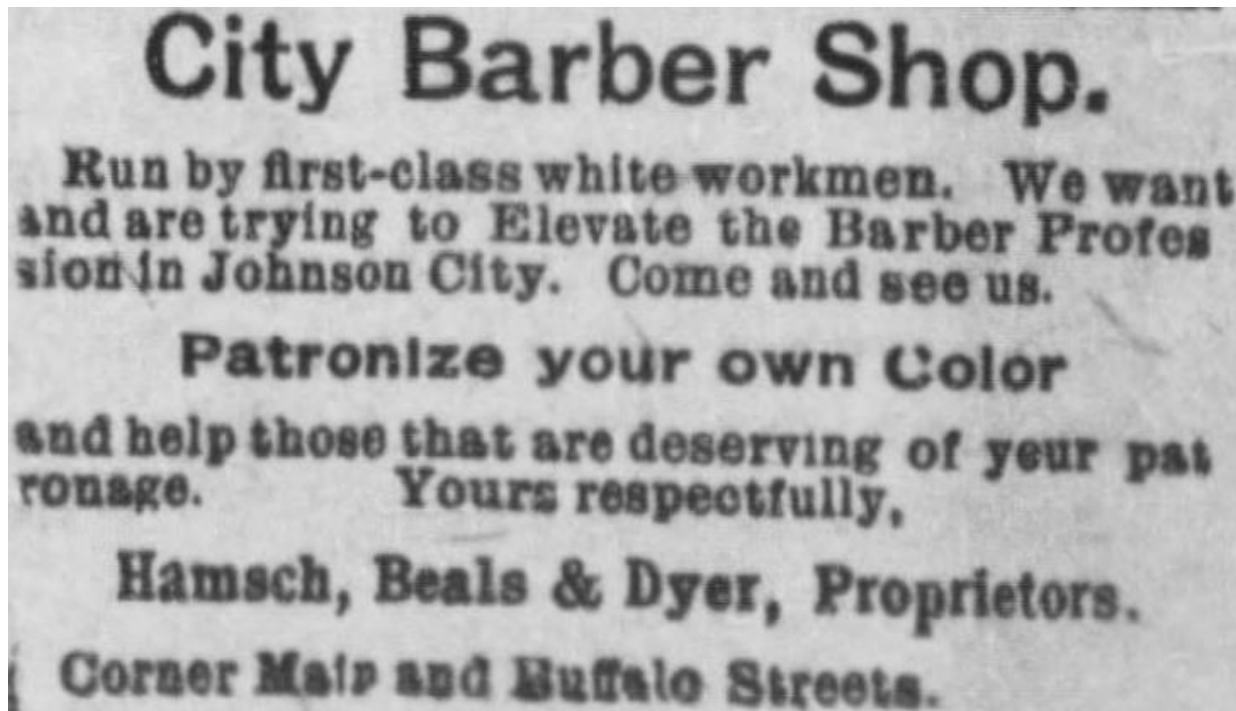 City Barber Shop.
Run by first-class white workmen. We want
and are trying to Elevate the Barber Profes
sion in Johnson City. Come and see us.
Patronize your own Color
and help those that are deserving of yeur pat
ronage. Yours respectfully,
Hamsch, Beals & Dyer, Proprietors.
Corner Main and Buffalo Streets.